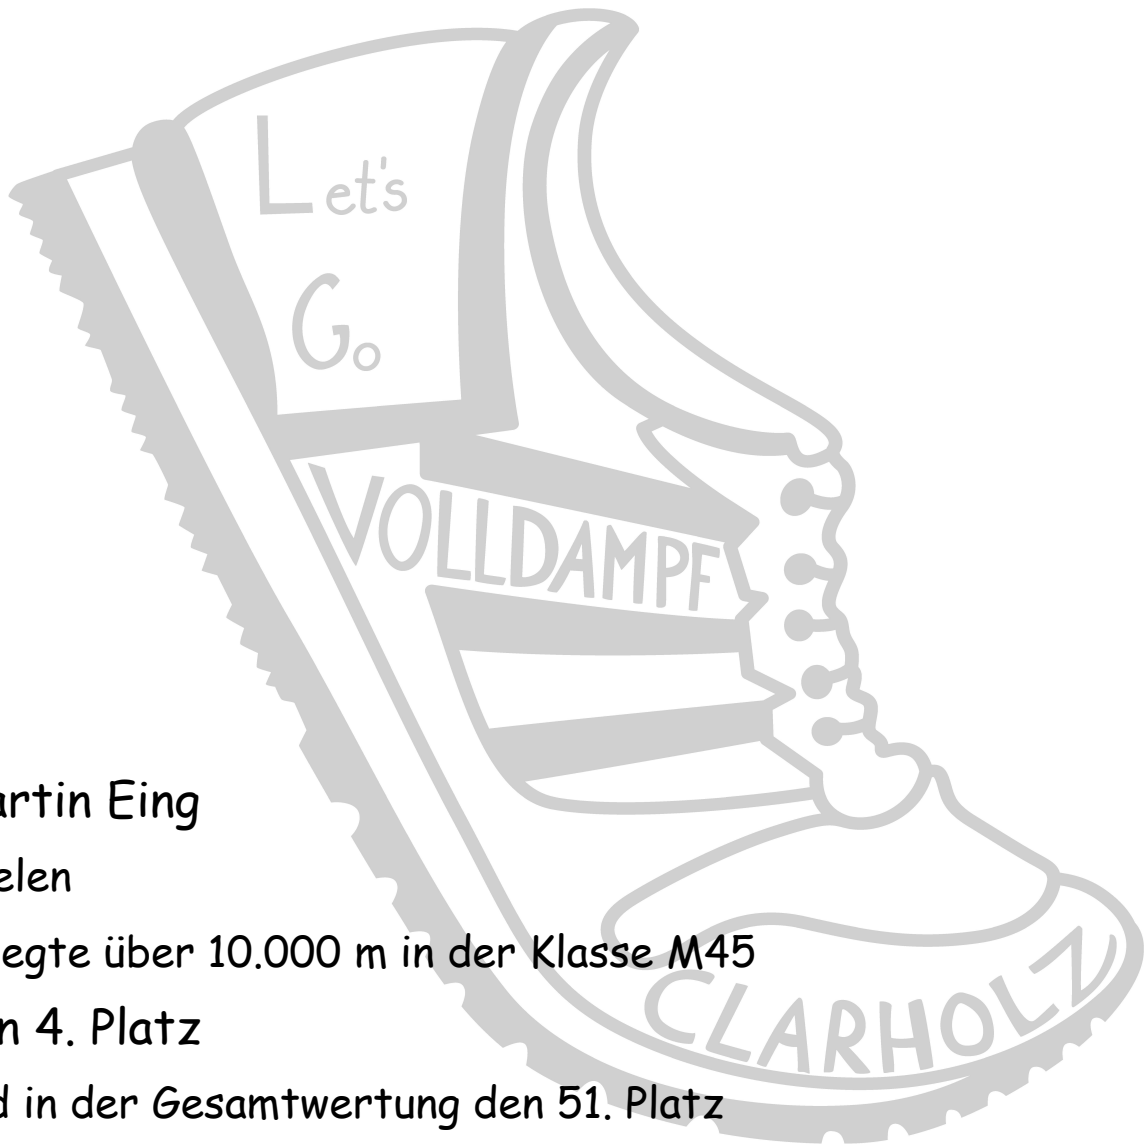 Let's
Go
VOLLDAMPF
artin Eing
elen
egte über 10.000 m in der Klasse M45
n 4. Platz
d in der Gesamtwertung den 51. Platz
CLARHOLZ